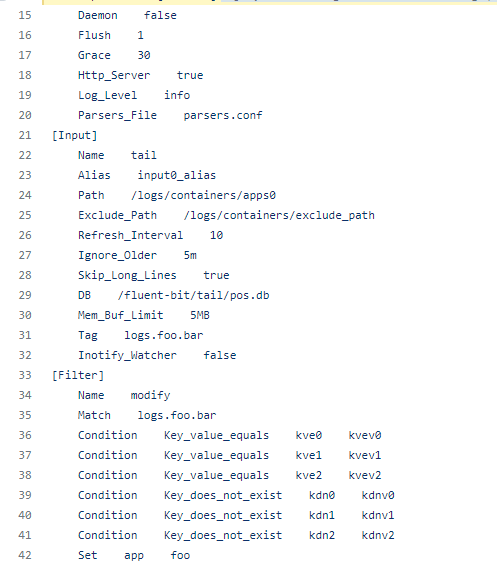 15 Daemon false
16 Flush 1
17 Grace 30
18 Http_Server true
19 Log_Level info
20 Parsers_File parsers.conf
21 [Input]
22 Name tail
23 Alias input0_alias
24 Path /logs/containers/apps0
25 Exclude_Path /logs/containers/exclude_path
26 Refresh_Interval 10
27 Ignore_Older 5m
28 Skip_Long_Lines true
29 DB /fluent-bit/tail/pos.db
30 Mem_Buf_Limit 5MB
31 Tag logs.foo.bar
32 Inotify_Watcher false
33 [Filter]
34 Name modify
35 Match logs.foo.bar
36 Condition Key_value_equals kve0 kvev0
37 Condition Key_value_equals kve1 kvev1
38 Condition Key_value_equals kve2 kvev2
39 Condition Key_does_not_exist kdn0 kdnv0
40 Condition Key_does_not_exist kdn1 kdnv1
41 Condition Key_does_not_exist kdn2 kdnv2
42 Set app foo